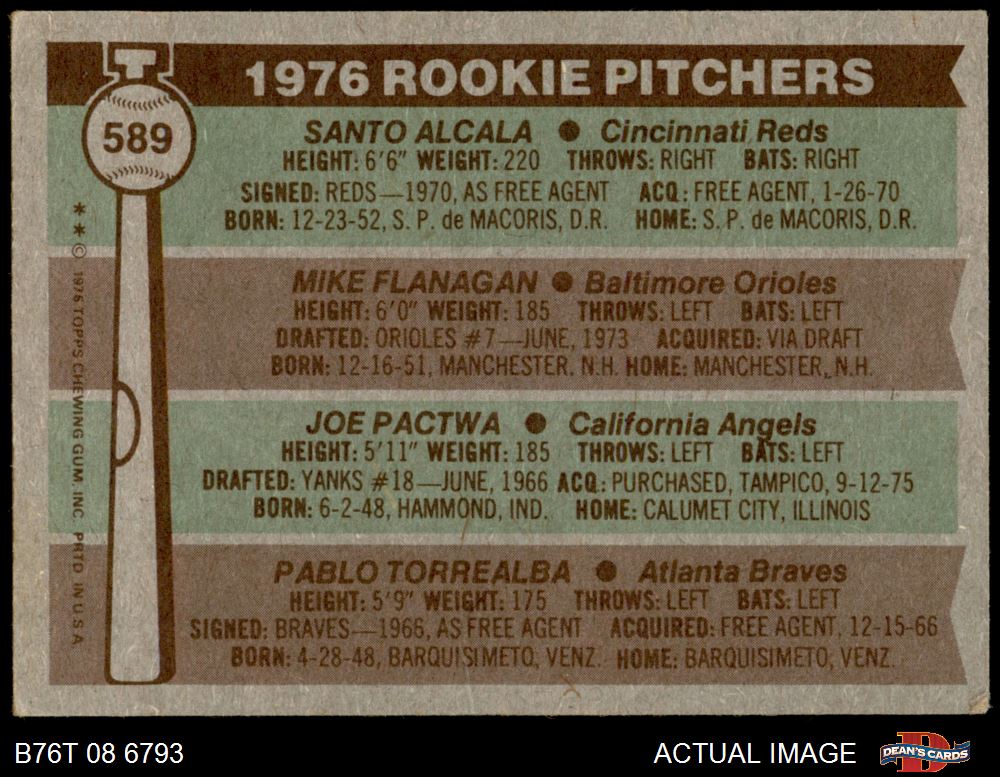 1976 ROOKIE PITCHERS
589
SANTO ALCALA ● Cincinnati Reds
HEIGHT: 6'6" WEIGHT: 220 THROWS: RIGHT BATS: RIGHT
SIGNED: REDS—1970, AS FREE AGENT ACQ.: FREE AGENT, 1-26-70
BORN: 12-23-52, S. P. de MACORIS, D.R. HOME: S. P. de MACORIS, D.R.
MIKE FLANAGAN ● Baltimore Orioles
HEIGHT: 6'0" WEIGHT: 185 THROWS: LEFT BATS: LEFT
DRAFTED: ORIOLES #7—JUNE, 1973 ACQUIRED: VIA DRAFT
BORN: 12-16-51, MANCHESTER, N.H. HOME: MANCHESTER, N.H.
JOE PACTWA ● California Angels
HEIGHT: 5'11" WEIGHT: 185 THROWS: LEFT BATS: LEFT
DRAFTED: YANKS #18—JUNE, 1966 ACQ.: PURCHASED, TAMPICO, 9-12-75
BORN: 6-2-48, HAMMOND, IND. HOME: CALUMET CITY, ILLINOIS
PABLO TORREALBA ● Atlanta Braves
HEIGHT: 5'9" WEIGHT: 175 THROWS: LEFT BATS: LEFT
SIGNED: BRAVES—1966, AS FREE AGENT ACQUIRED: FREE AGENT, 12-15-66
BORN: 4-28-48, BARQUISIMETO, VENZ. HOME: BARQUISIMETO, VENZ.
** © 1976 TOPPS CHEWING GUM, INC. PRTD. IN U.S.A.
B76T 08 6793
ACTUAL IMAGE
DEAN'S CARDS